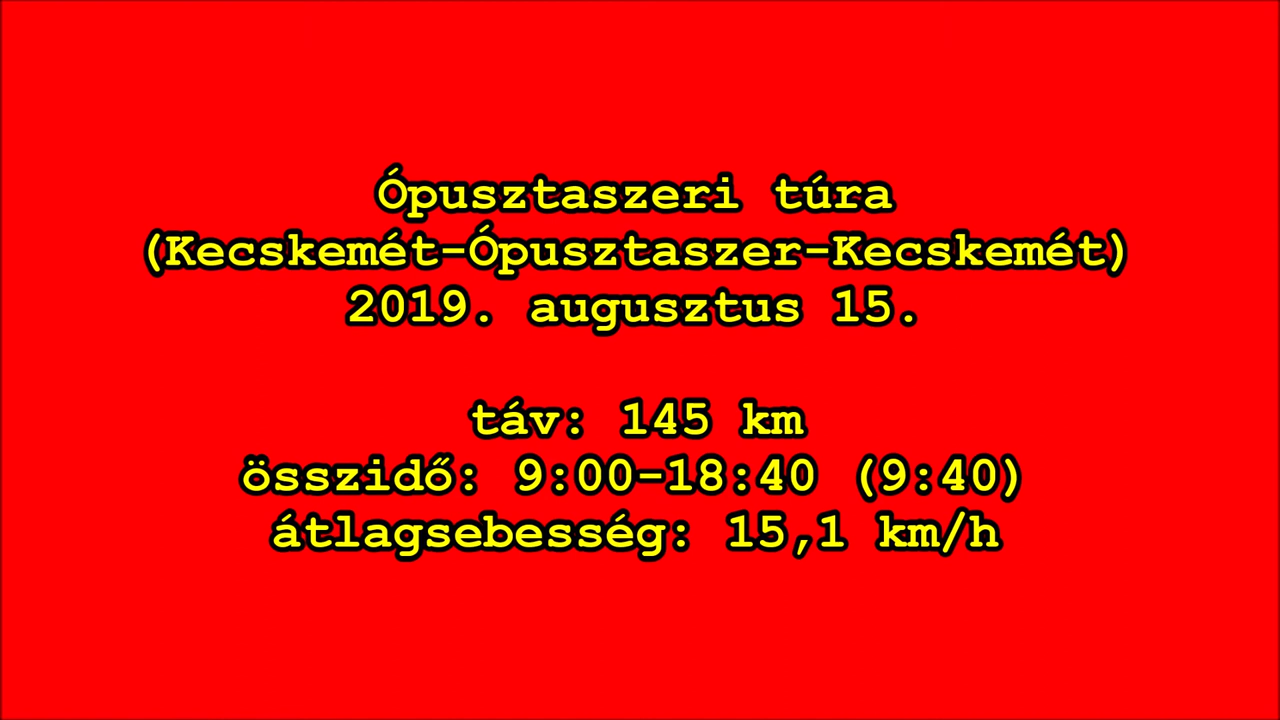 Ópusztaszeri túra
(Kecskemét-Ópusztaszer-Kecskemét)
2019. augusztus 15.
táv: 145 km
összidő: 9:00-18:40 (9:40)
átlagsebesség: 15,1 km/h